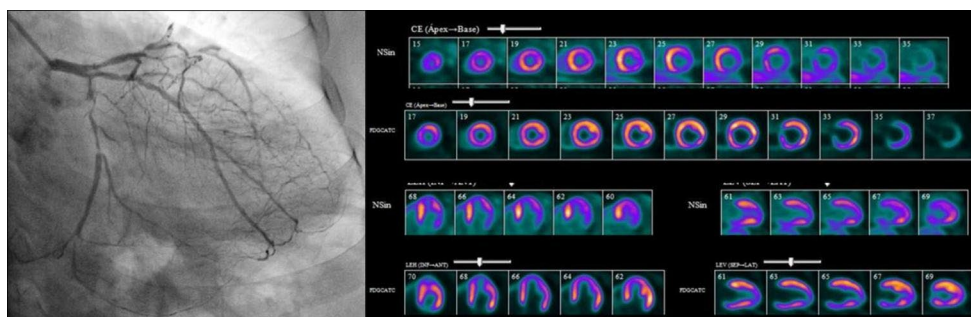 CE (Ápex→Base)
NSin
15 17 19 21 23 25 27 29 31 33 35
CE (Ápex→Base)
FDGCATC
17 19 21 23 25 27 29 31 33 35 37
NSin
68 66 64 62 60
NSin
61 63 65 67 69
LEH (INF→ANT)
FDGCATC
70 68 66 64 62
LEV (SEP→LAT)
FDGCATC
61 63 65 67 69